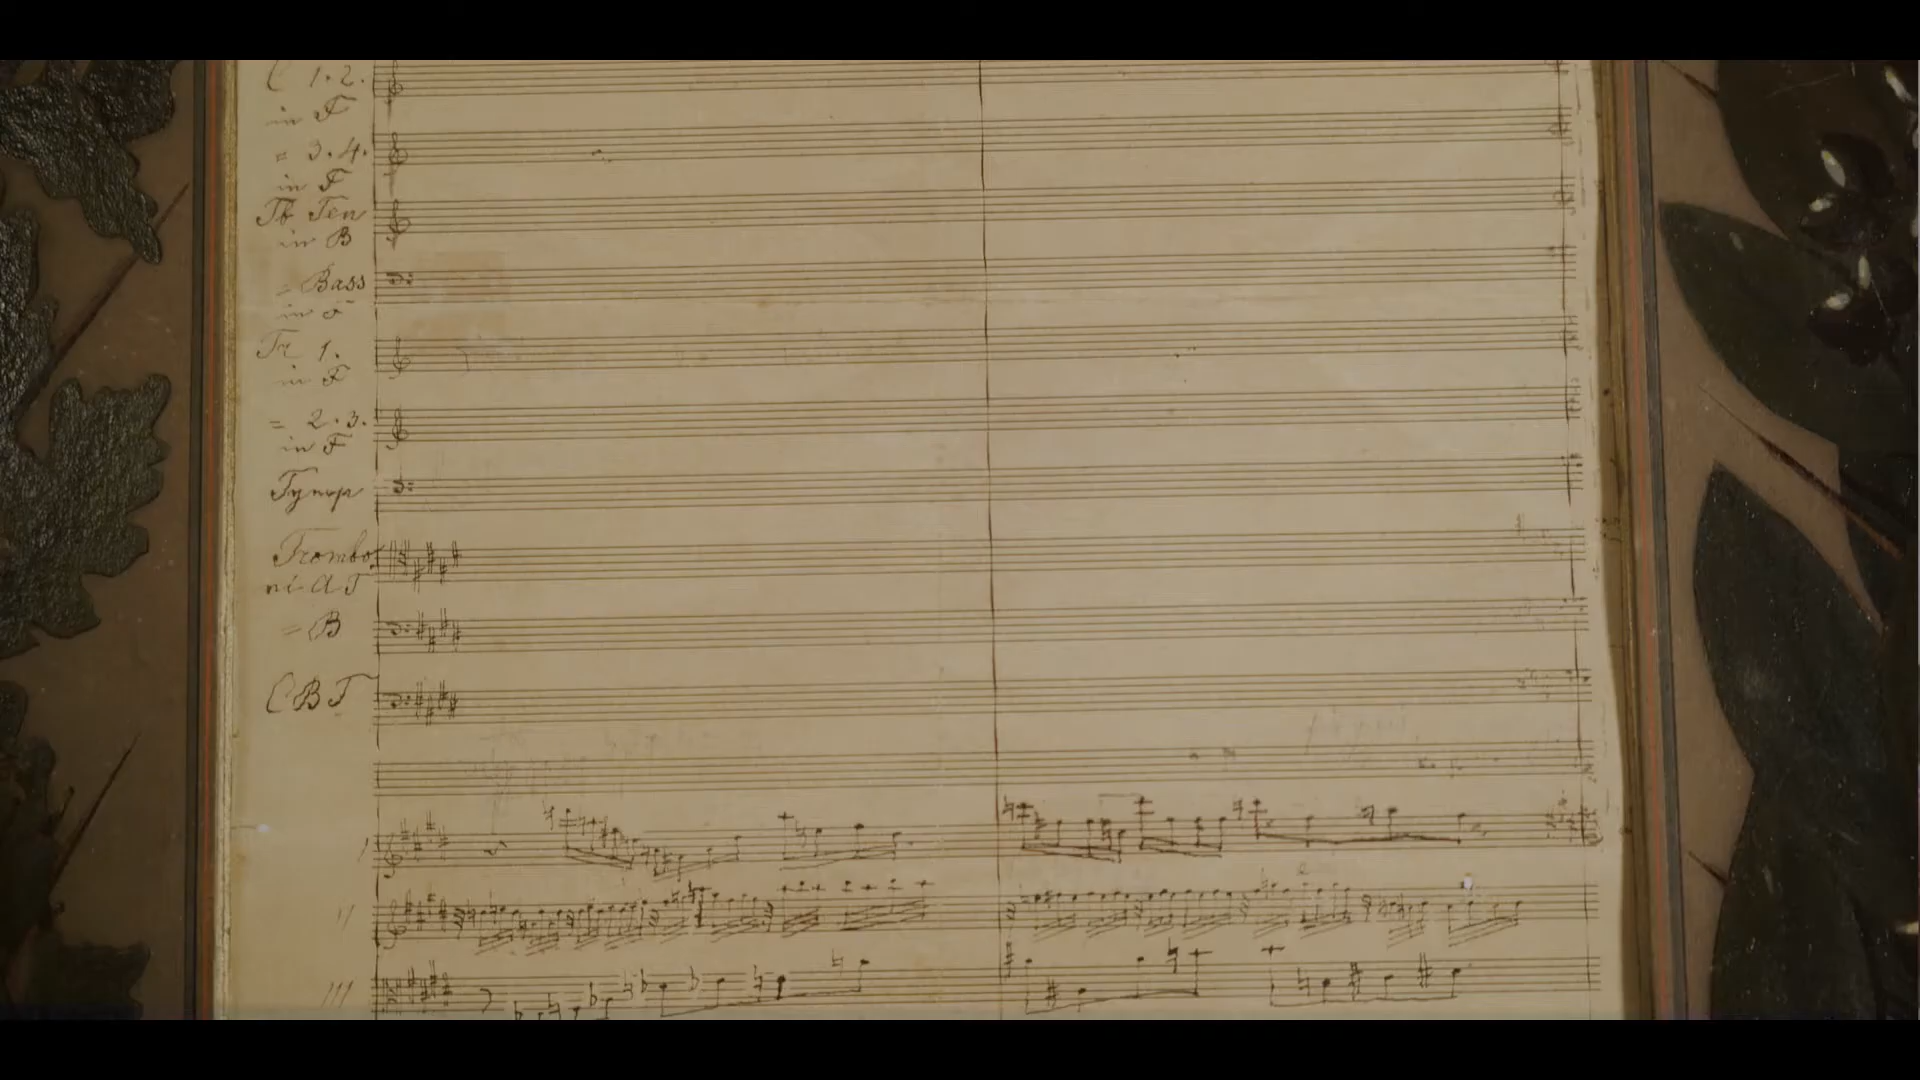 C 1. 2.
in F
= 3. 4.
in F
Tb Ten
in B
= Bass
in F
Tr 1.
in F
= 2. 3.
in F
Tymp
Trombo
ni A T
= B
C B T
I
II
III